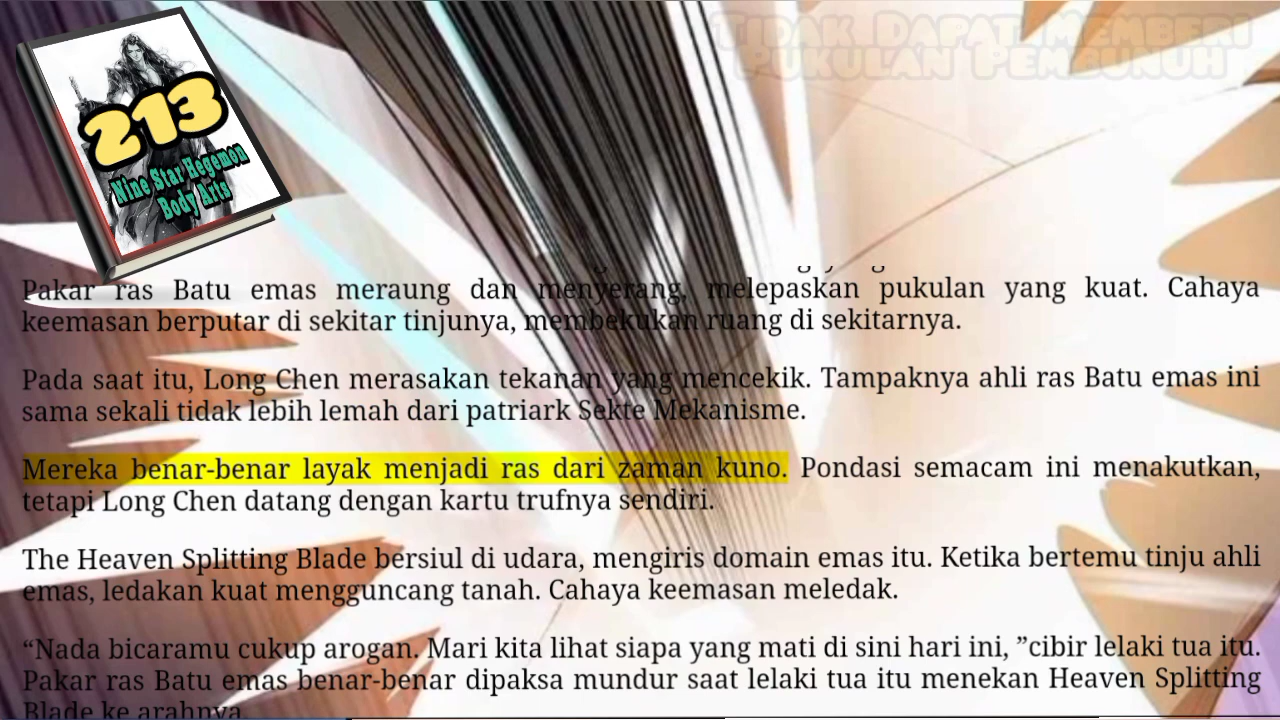 TIDAK DAPAT MEMBERI
PUKULAN PEMBUNUH
213
Nine Star Hegemon
Body Arts
Pakar ras Batu emas meraung dan menyerang, melepaskan pukulan yang kuat. Cahaya
keemasan berputar di sekitar tinjunya, membekukan ruang di sekitarnya.
Pada saat itu, Long Chen merasakan tekanan yang mencekik. Tampaknya ahli ras Batu emas ini
sama sekali tidak lebih lemah dari patriark Sekte Mekanisme.
Mereka benar-benar layak menjadi ras dari zaman kuno. Pondasi semacam ini menakutkan,
tetapi Long Chen datang dengan kartu trufnya sendiri.
The Heaven Splitting Blade bersiul di udara, mengiris domain emas itu. Ketika bertemu tinju ahli
emas, ledakan kuat mengguncang tanah. Cahaya keemasan meledak.
“Nada bicaramu cukup arogan. Mari kita lihat siapa yang mati di sini hari ini, ”cibir lelaki tua itu.
Pakar ras Batu emas benar-benar dipaksa mundur saat lelaki tua itu menekan Heaven Splitting
Blade ke arahnya.